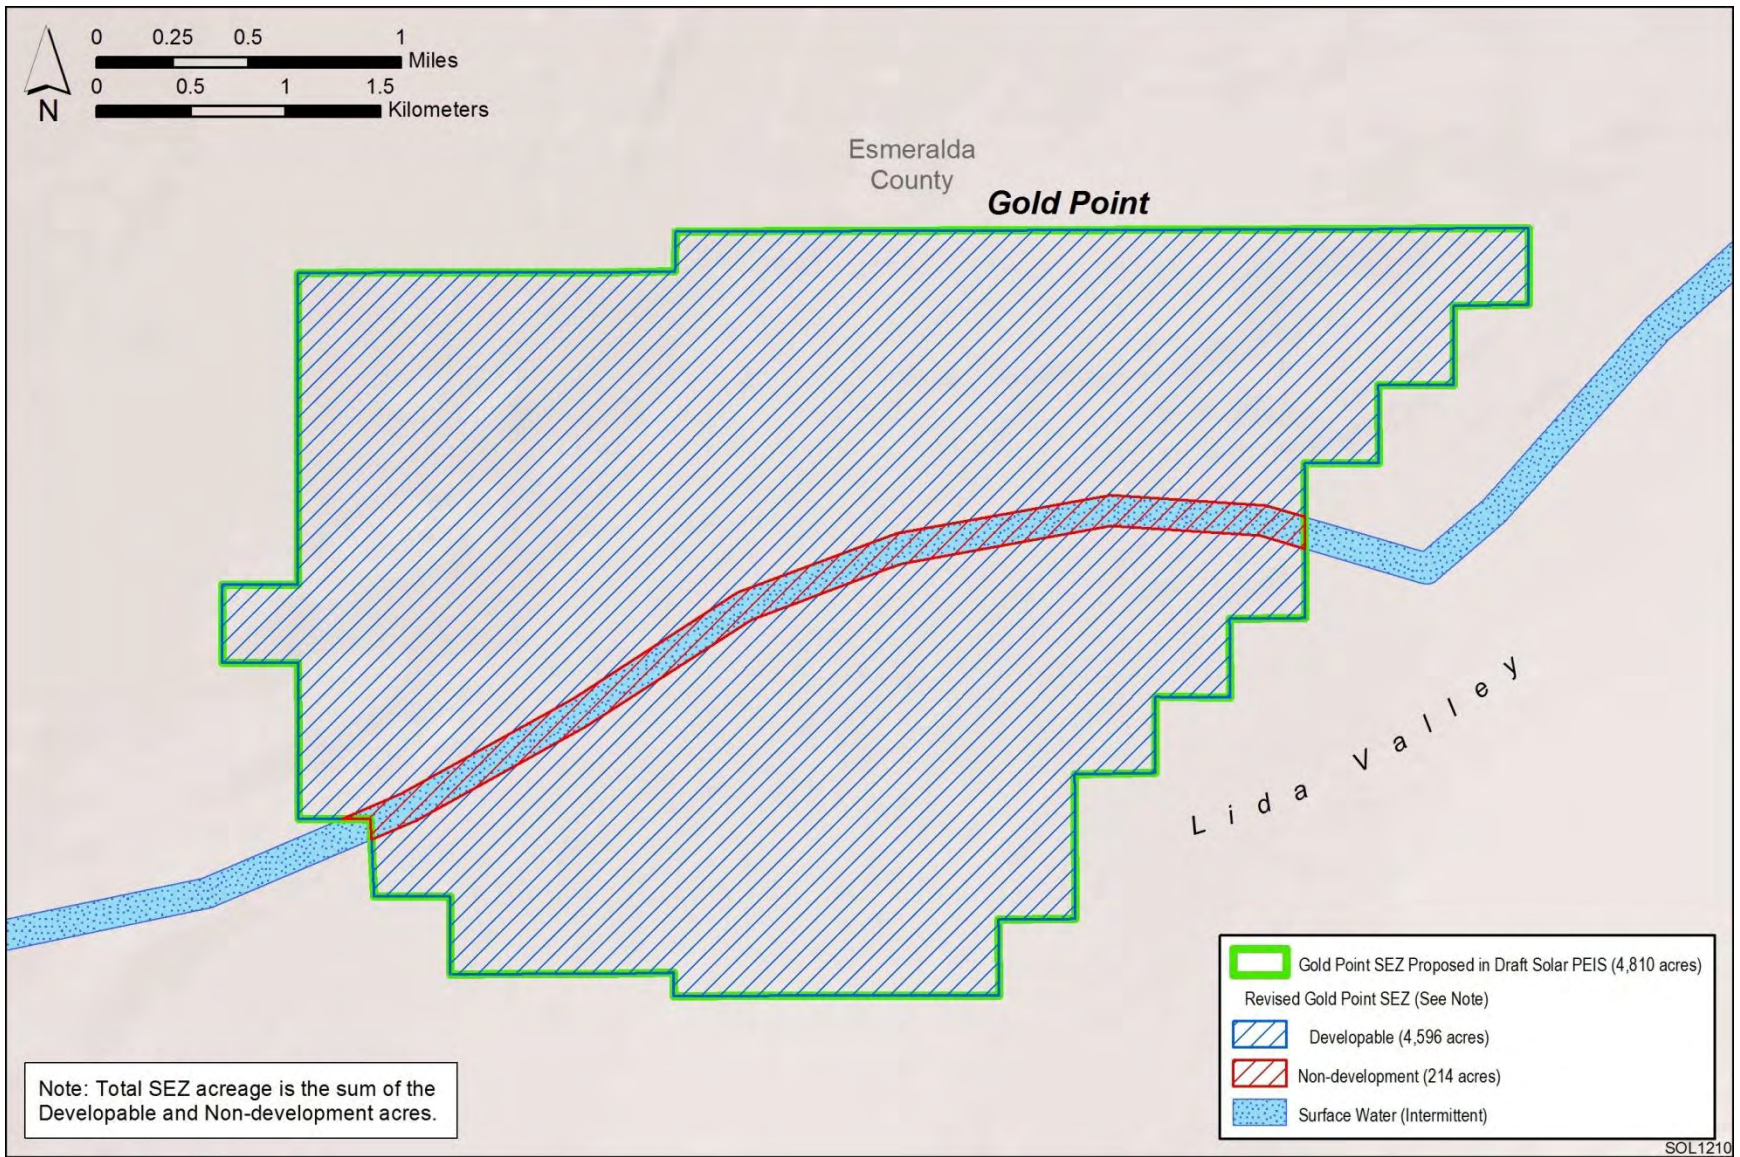 0 0.25 0.5 1
Miles
0 0.5 1 1.5
Kilometers
N
Esmeralda
County
Gold Point
Lida Valley
Gold Point SEZ Proposed in Draft Solar PEIS (4,810 acres)
Revised Gold Point SEZ (See Note)
Developable (4,596 acres)
Non-development (214 acres)
Surface Water (Intermittent)
Note: Total SEZ acreage is the sum of the
Developable and Non-development acres.
SOL1210